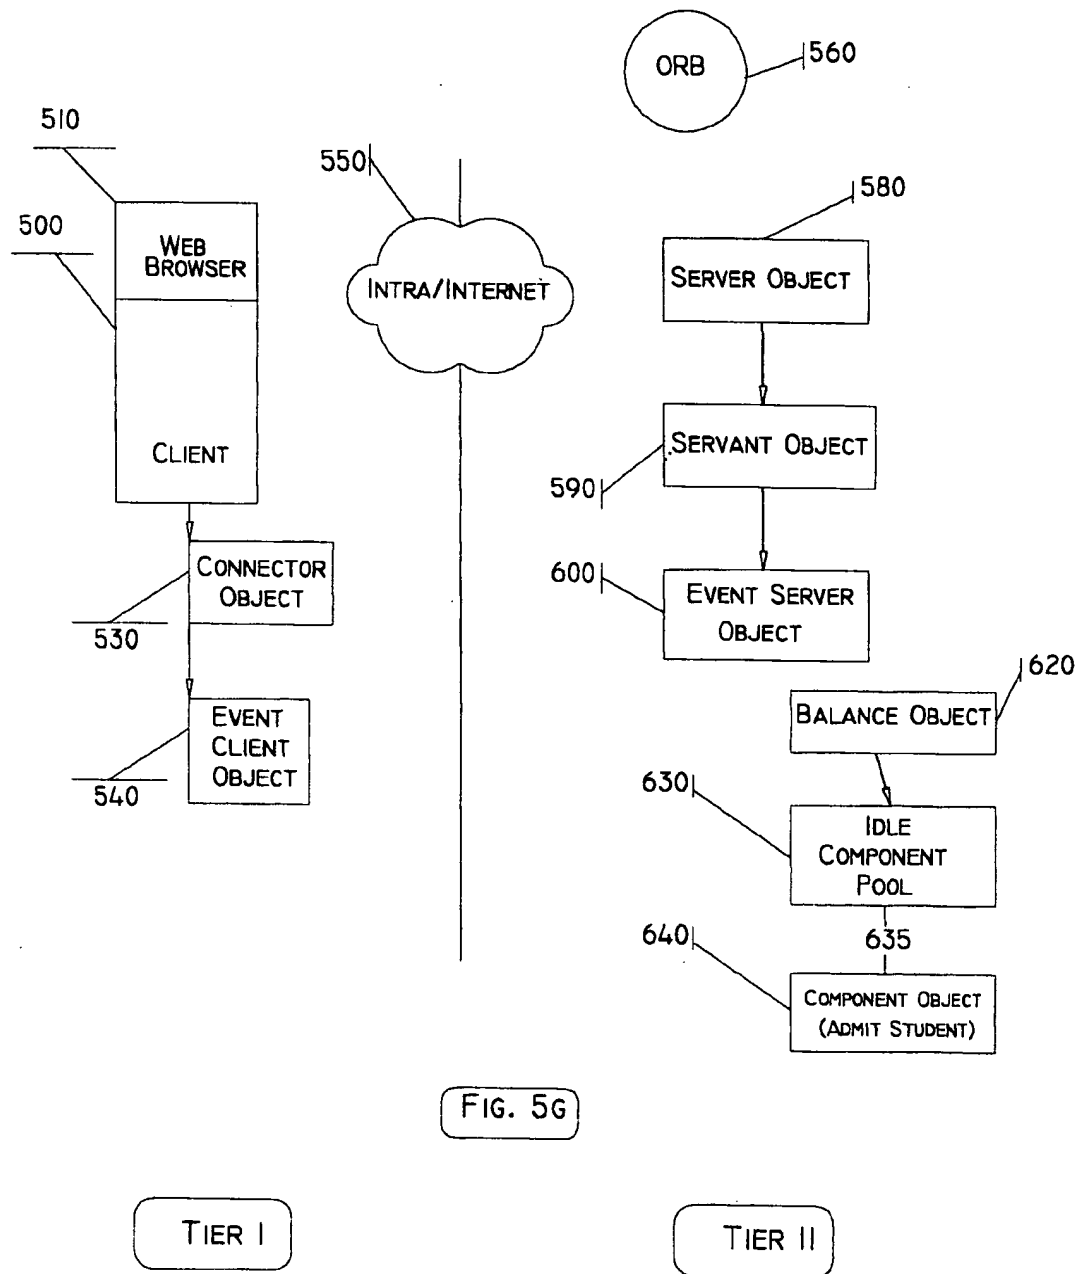 ORB
560
510
550
580
500
WEB
BROWSER
INTRA/INTERNET
SERVER OBJECT
CLIENT
SERVANT OBJECT
590
CONNECTOR
OBJECT
530
600
EVENT SERVER
OBJECT
620
BALANCE OBJECT
EVENT
CLIENT
OBJECT
540
630
IDLE
COMPONENT
POOL
640
635
COMPONENT OBJECT
(ADMIT STUDENT)
FIG. 5G
TIER I
TIER II